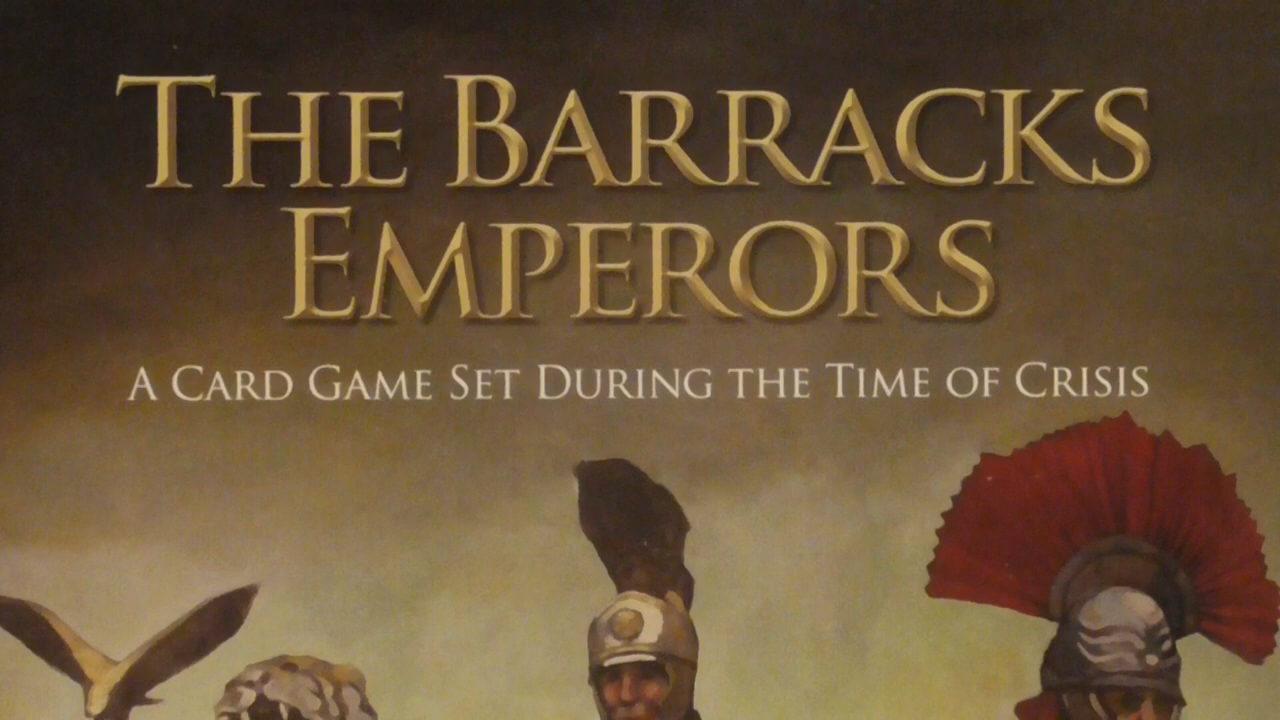 THE BARRACKS
EMPERORS
A CARD GAME SET DURING THE TIME OF CRISIS